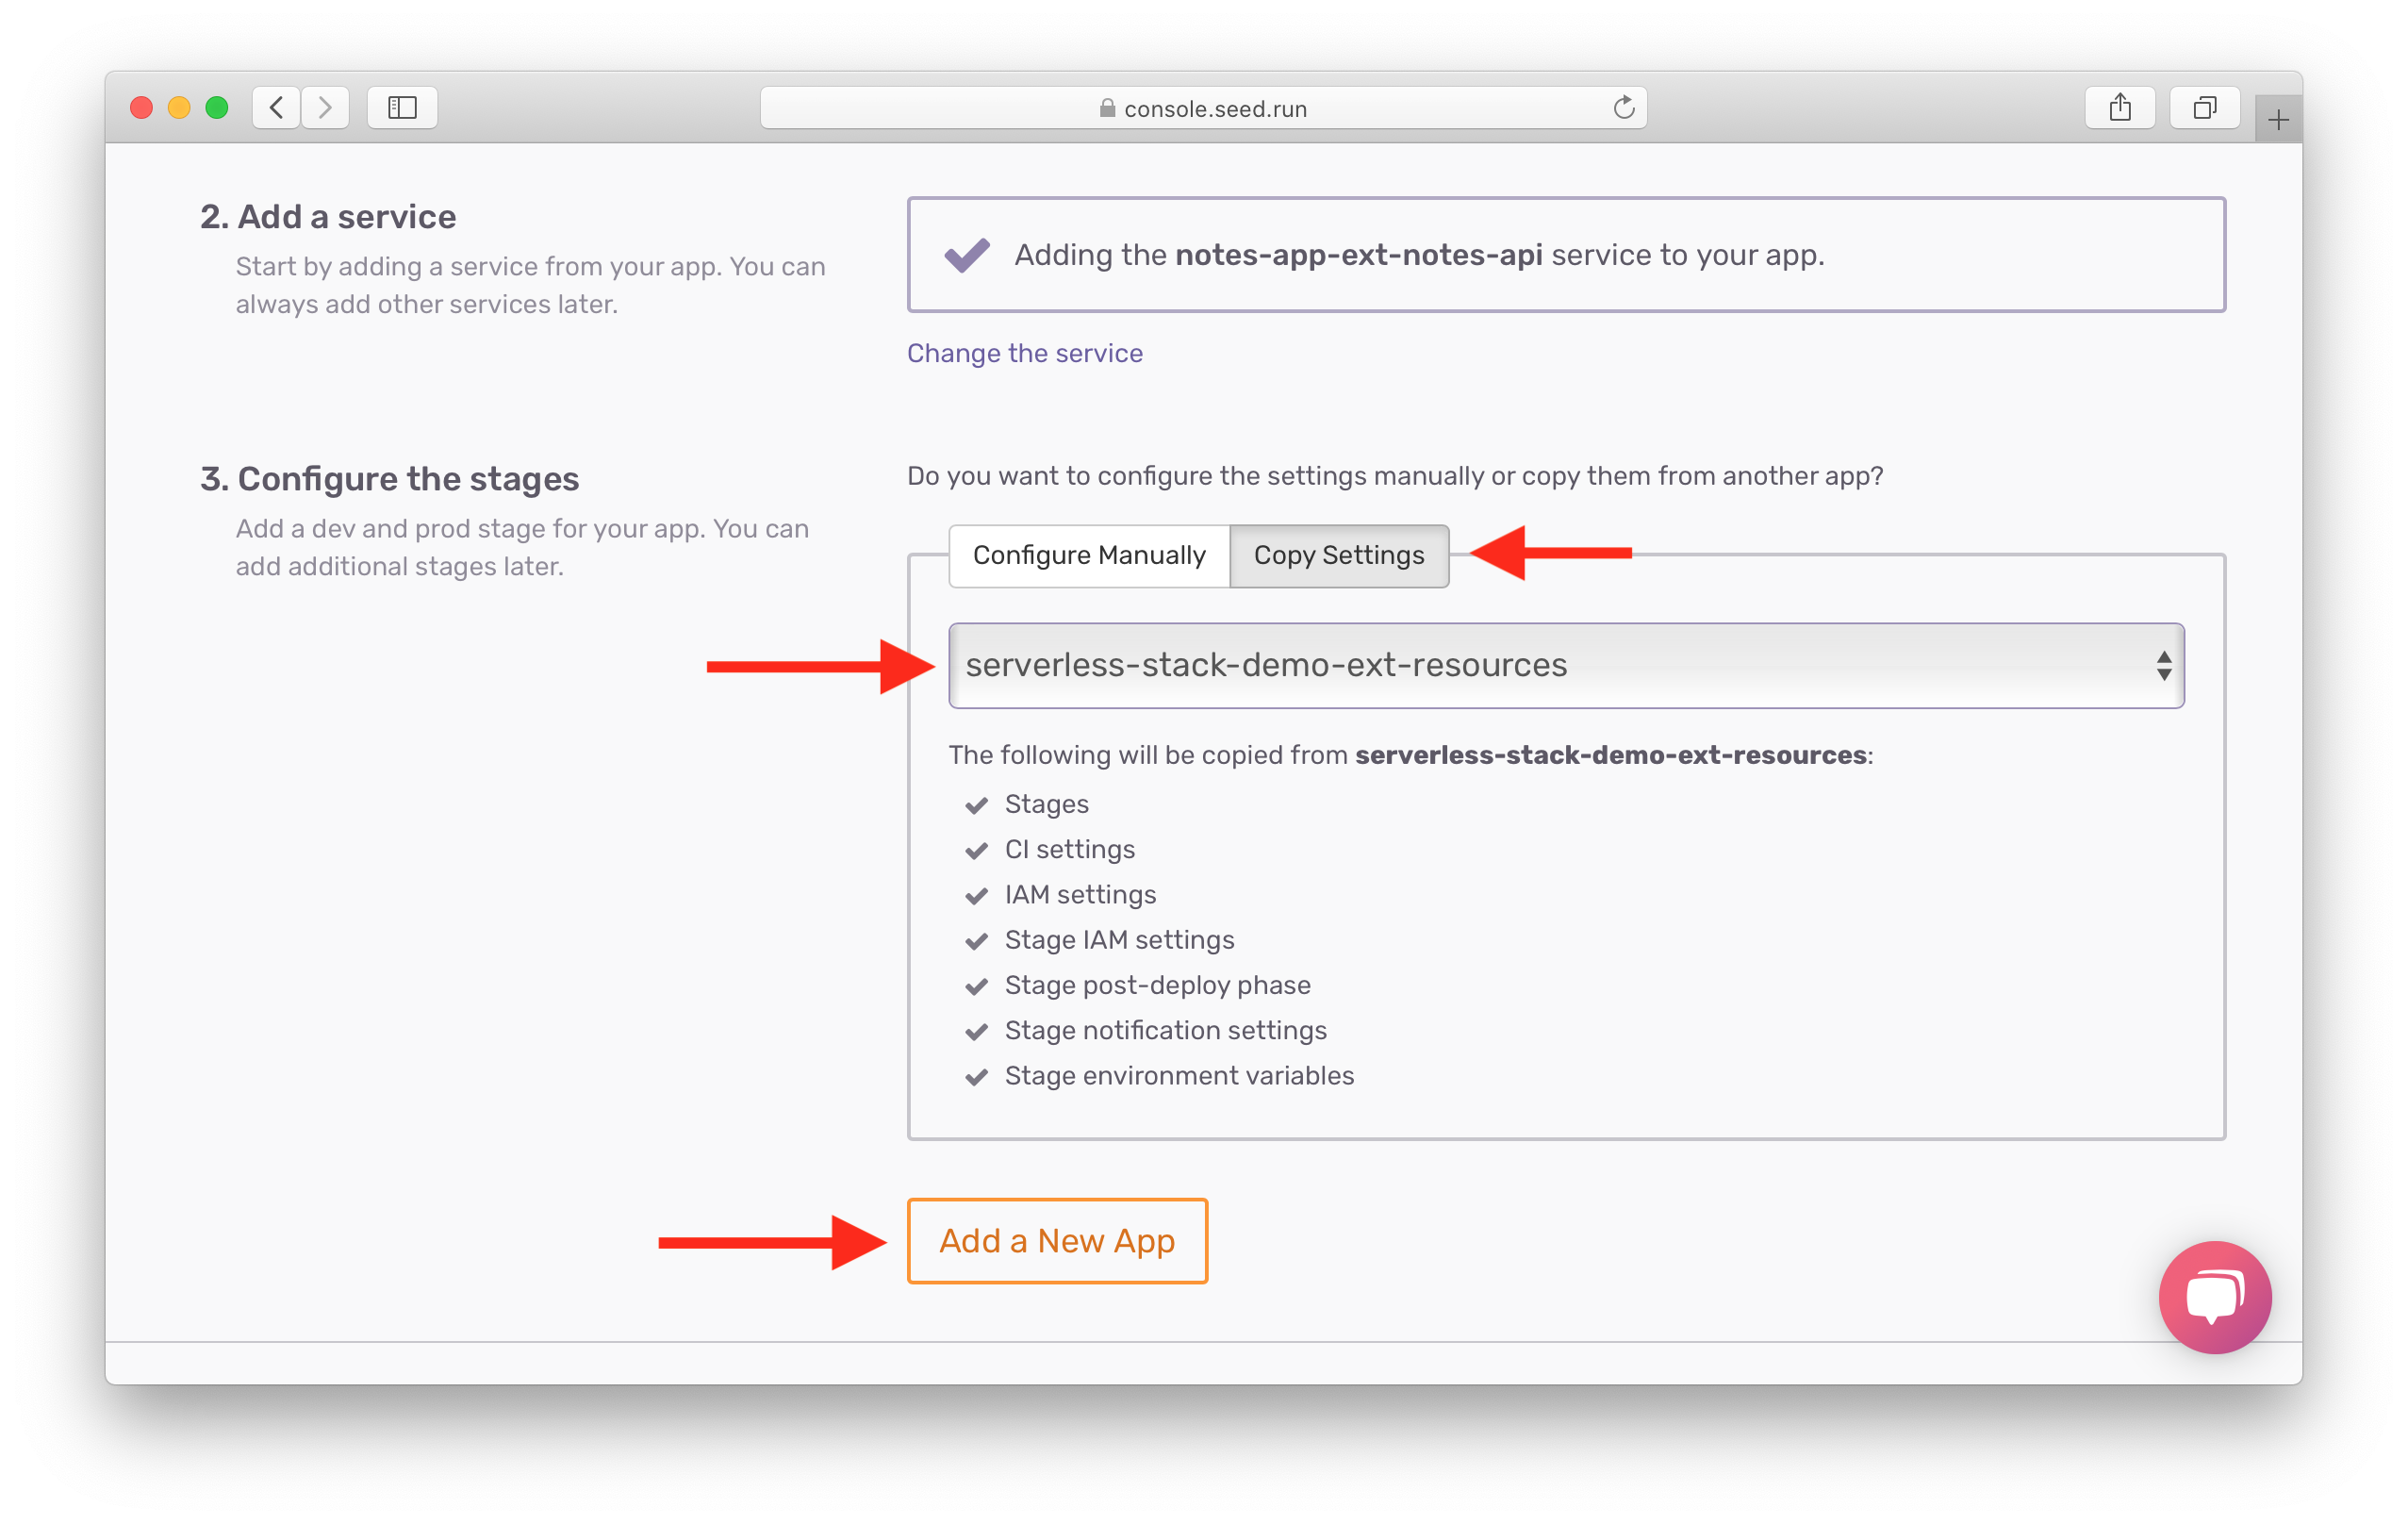 console.seed.run
2. Add a service
Start by adding a service from your app. You can
always add other services later.
Adding the notes-app-ext-notes-api service to your app.
Change the service
3. Configure the stages
Add a dev and prod stage for your app. You can
add additional stages later.
Do you want to configure the settings manually or copy them from another app?
Configure Manually
Copy Settings
serverless-stack-demo-ext-resources
The following will be copied from serverless-stack-demo-ext-resources:
Stages
CI settings
IAM settings
Stage IAM settings
Stage post-deploy phase
Stage notification settings
Stage environment variables
Add a New App